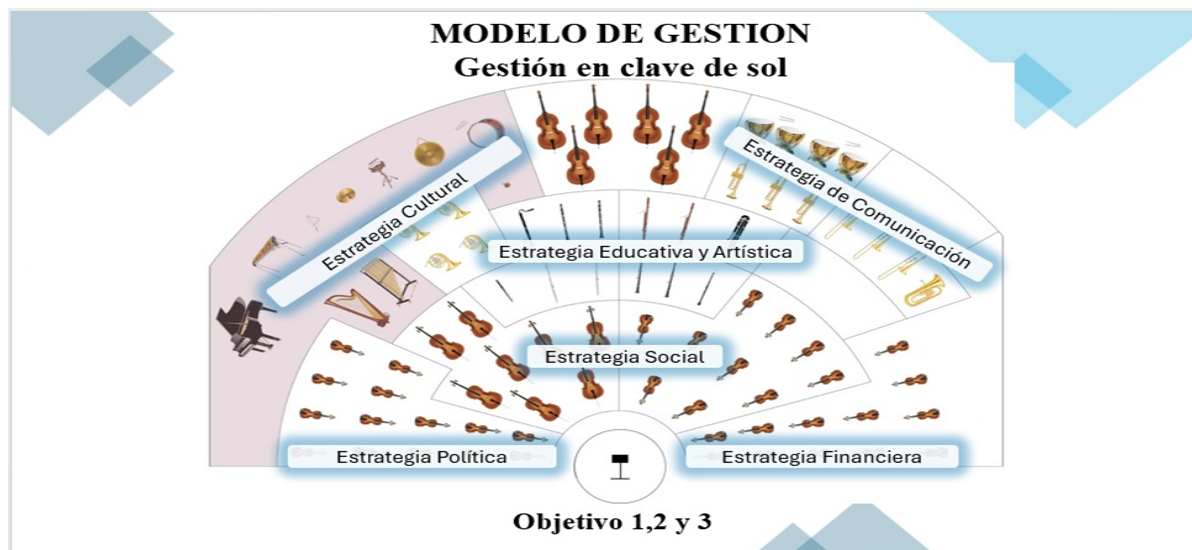 MODELO DE GESTION
Gestión en clave de sol
Estrategia Cultural
Estrategia de Comunicación
Estrategia Educativa y Artística
Estrategia Social
Estrategia Política
Estrategia Financiera
Objetivo 1,2 y 3